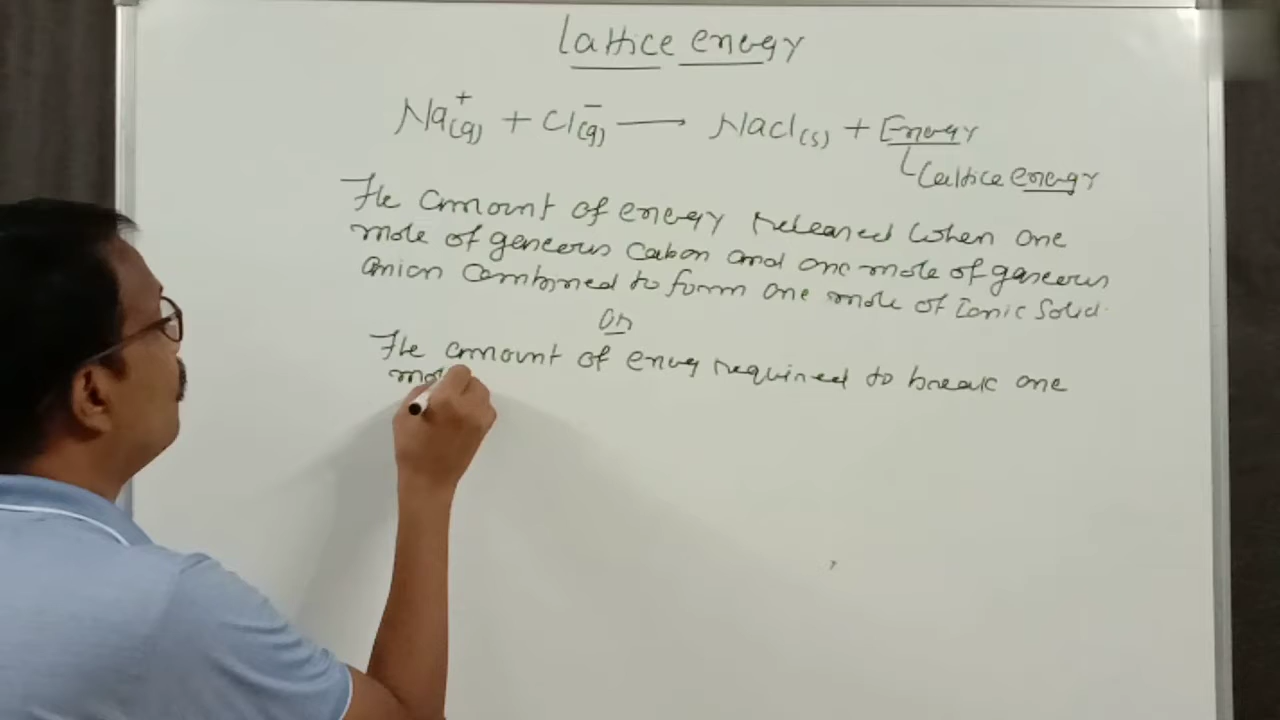 Lattice energy
Na⁺(g) + Cl⁻(g) ⟶ NaCl(s) + Energy
Lattice energy
The amount of energy released when one
mole of gaseous cation and one mole of gaseous
anion combined to form one mole of Ionic Solid.
OR
The amount of energy required to break one
mol